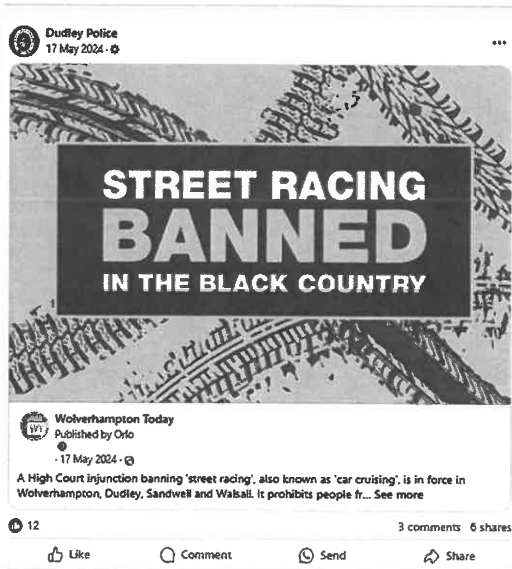 Dudley Police
17 May 2024 ·
STREET RACING
BANNED
IN THE BLACK COUNTRY
Wolverhampton Today
Published by Orlo
· 17 May 2024 ·
A High Court injunction banning 'street racing', also known as 'car cruising', is in force in
Wolverhampton, Dudley, Sandwell and Walsall. It prohibits people fr... See more
12
3 comments 6 shares
Like Comment Send Share